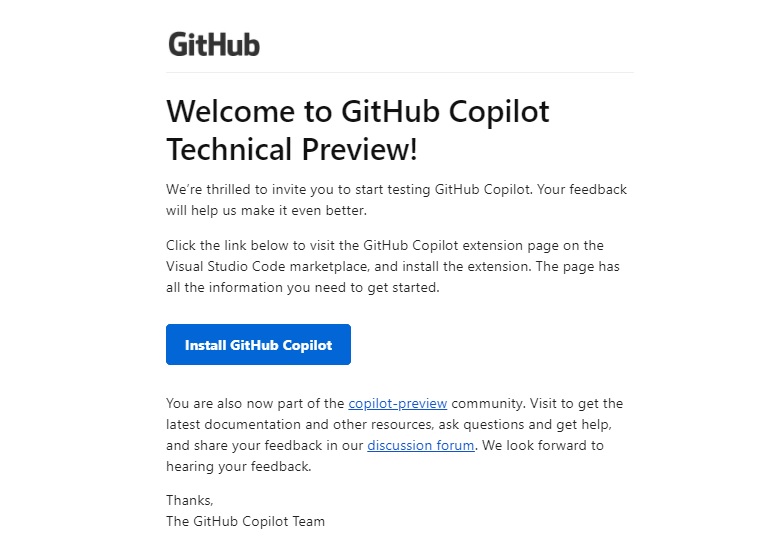 GitHub
Welcome to GitHub Copilot
Technical Preview!
We’re thrilled to invite you to start testing GitHub Copilot. Your feedback
will help us make it even better.
Click the link below to visit the GitHub Copilot extension page on the
Visual Studio Code marketplace, and install the extension. The page has
all the information you need to get started.
Install GitHub Copilot
You are also now part of the copilot-preview community. Visit to get the
latest documentation and other resources, ask questions and get help,
and share your feedback in our discussion forum. We look forward to
hearing your feedback.
Thanks,
The GitHub Copilot Team